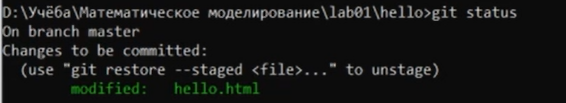 D:\Учёба\Математическое моделирование\lab01\hello>git status
On branch master
Changes to be committed:
  (use "git restore --staged <file>..." to unstage)
        modified:   hello.html